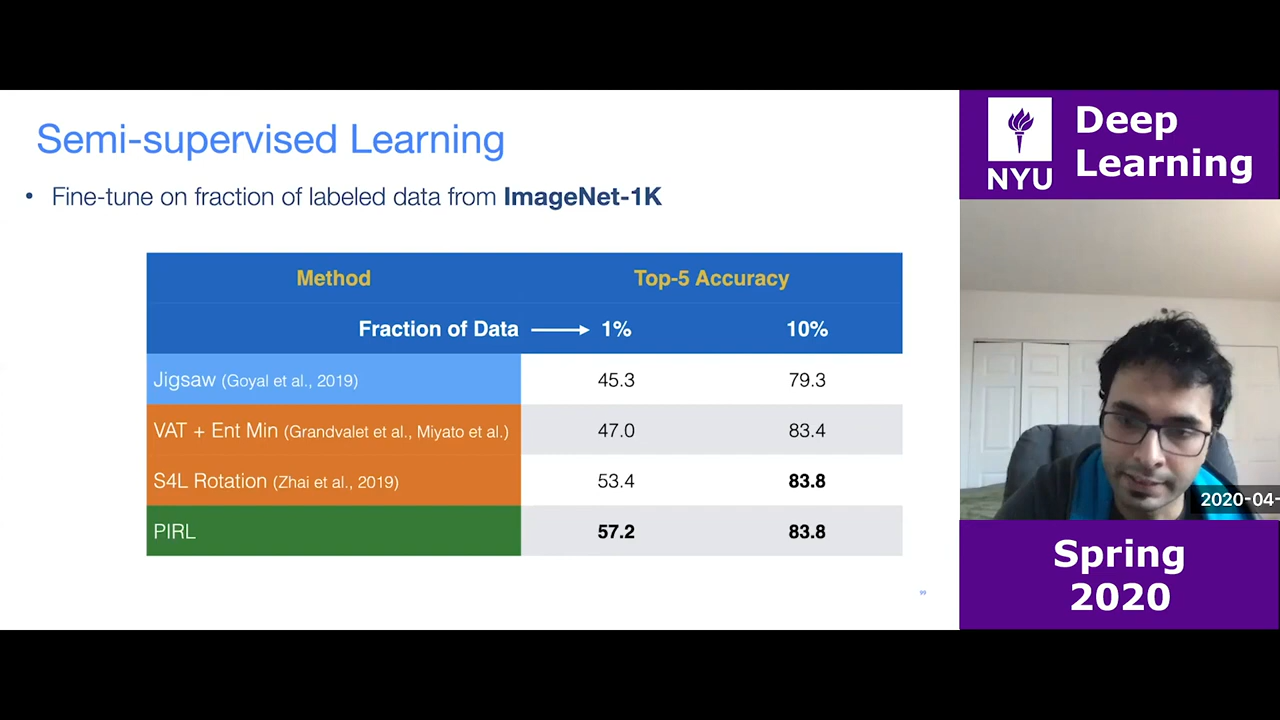 Semi-supervised Learning
• Fine-tune on fraction of labeled data from ImageNet-1K
Method Top-5 Accuracy
Fraction of Data → 1% 10%
Jigsaw (Goyal et al., 2019) 45.3 79.3
VAT + Ent Min (Grandvalet et al., Miyato et al.) 47.0 83.4
S4L Rotation (Zhai et al., 2019) 53.4 83.8
PIRL 57.2 83.8
99
NYU
Deep
Learning
2020-04-
Spring
2020